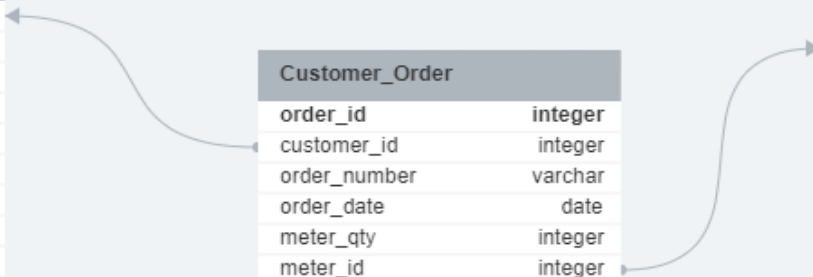 Customer_Order
order_id integer
customer_id integer
order_number varchar
order_date date
meter_qty integer
meter_id integer